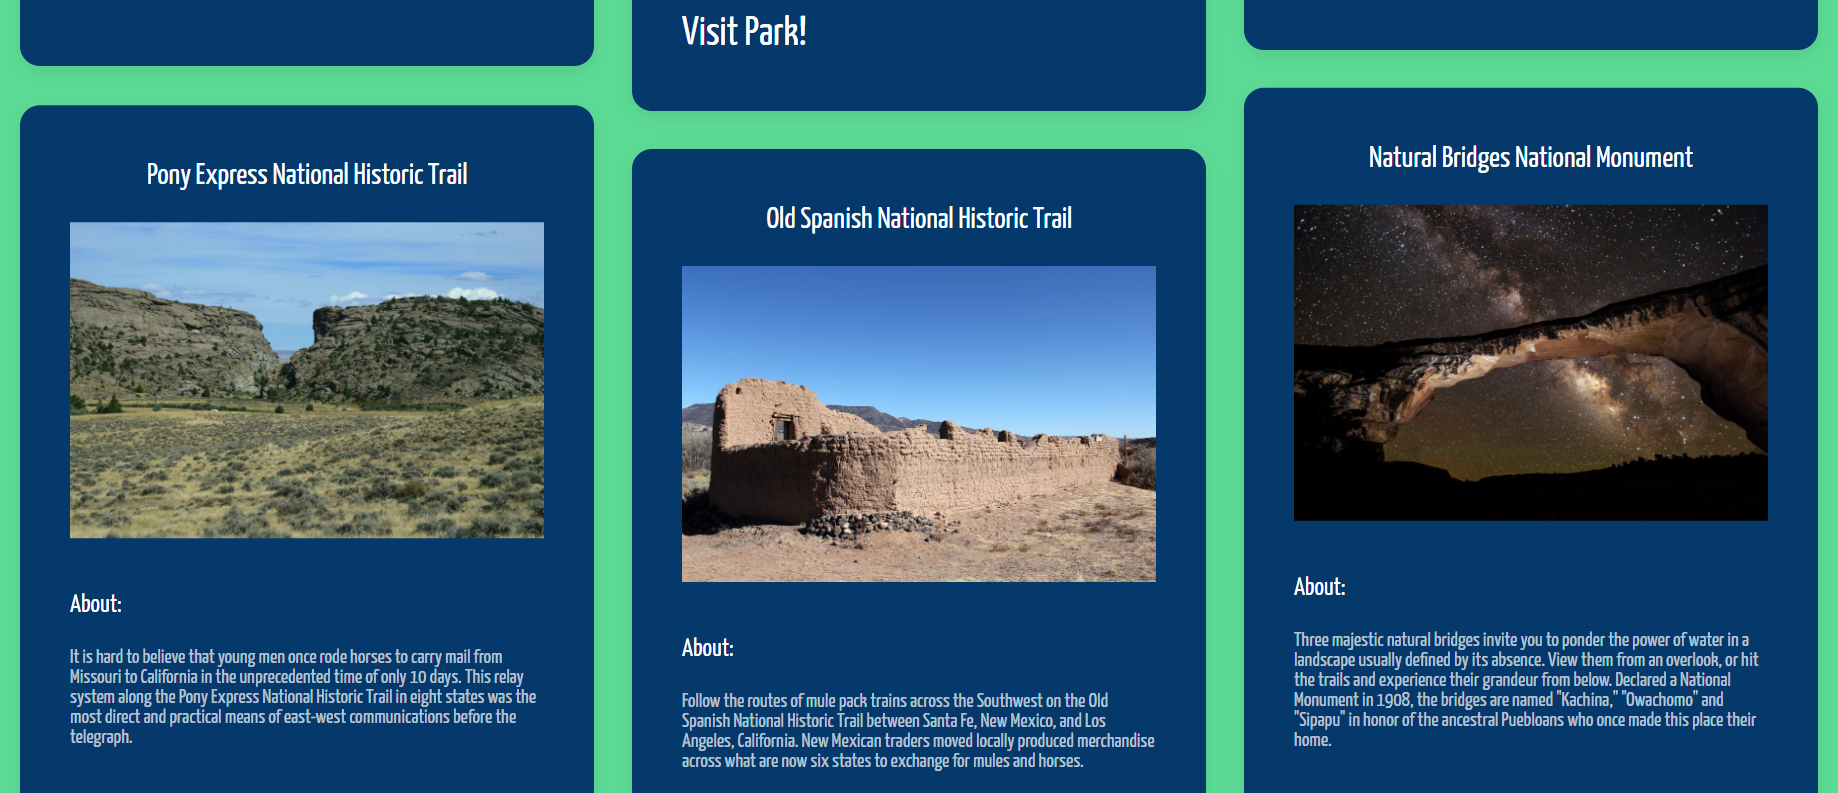 Visit Park!
Pony Express National Historic Trail
About:
It is hard to believe that young men once rode horses to carry mail from
Missouri to California in the unprecedented time of only 10 days. This relay
system along the Pony Express National Historic Trail in eight states was the
most direct and practical means of east-west communications before the
telegraph.
Old Spanish National Historic Trail
About:
Follow the routes of mule pack trains across the Southwest on the Old
Spanish National Historic Trail between Santa Fe, New Mexico, and Los
Angeles, California. New Mexican traders moved locally produced merchandise
across what are now six states to exchange for mules and horses.
Natural Bridges National Monument
About:
Three majestic natural bridges invite you to ponder the power of water in a
landscape usually defined by its absence. View them from an overlook, or hit
the trails and experience their grandeur from below. Declared a National
Monument in 1908, the bridges are named "Kachina," "Owachomo" and
"Sipapu" in honor of the ancestral Puebloans who once made this place their
home.